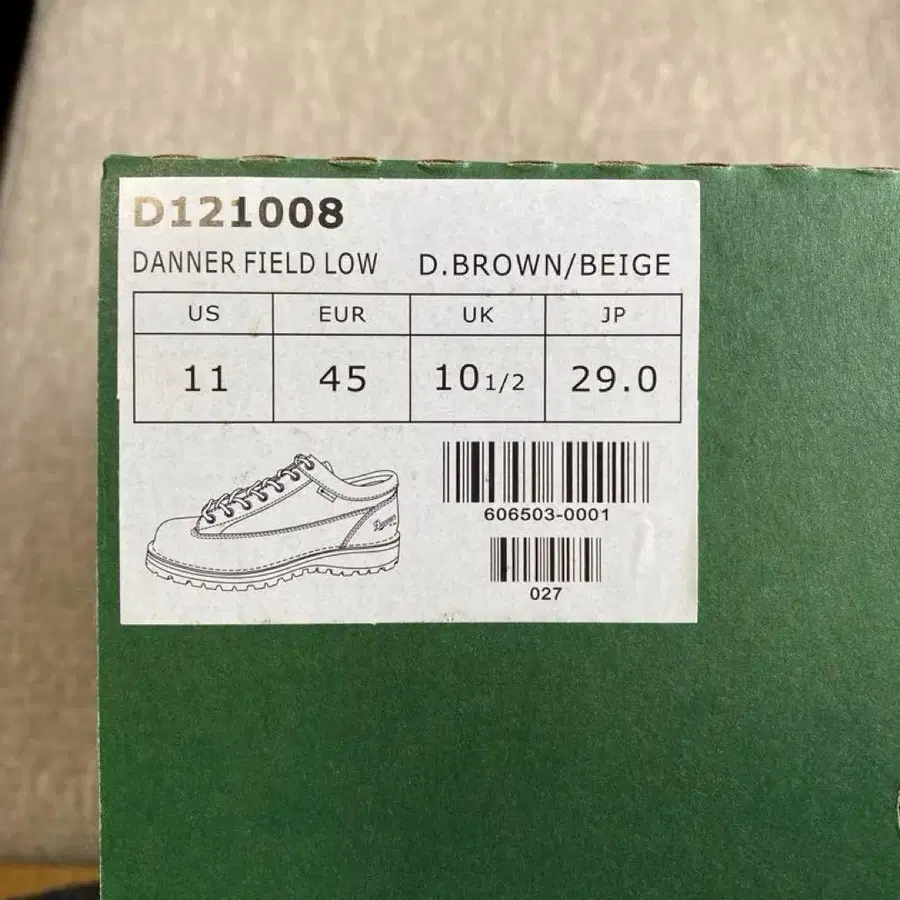 D121008
DANNER FIELD LOW D.BROWN/BEIGE
US EUR UK JP
11 45 10 1/2 29.0
Danner
606503-0001
027